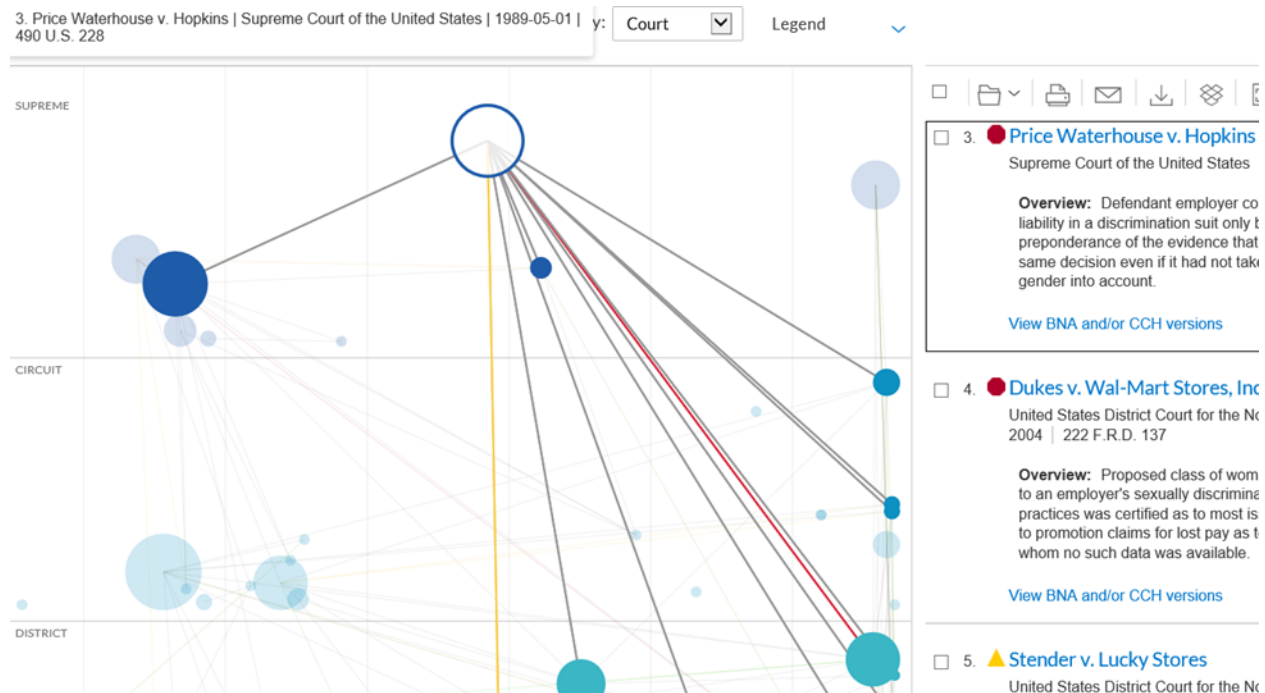 3. Price Waterhouse v. Hopkins | Supreme Court of the United States | 1989-05-01 |
490 U.S. 228
y: Court
Legend
SUPREME
CIRCUIT
DISTRICT
3. Price Waterhouse v. Hopkins
Supreme Court of the United States
Overview: Defendant employer co
liability in a discrimination suit only
preponderance of the evidence that
same decision even if it had not take
gender into account.
View BNA and/or CCH versions
4. Dukes v. Wal-Mart Stores, Inc
United States District Court for the No
2004 | 222 F.R.D. 137
Overview: Proposed class of wom
to an employer's sexually discrimina
practices was certified as to most is
to promotion claims for lost pay as t
whom no such data was available.
View BNA and/or CCH versions
5. Stender v. Lucky Stores
United States District Court for the No